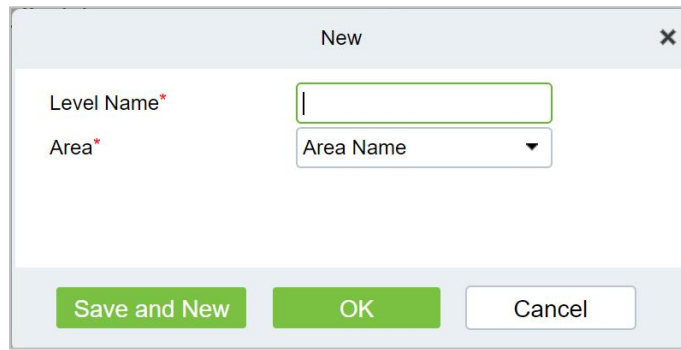 New
Level Name*
Area* Area Name
Save and New OK Cancel